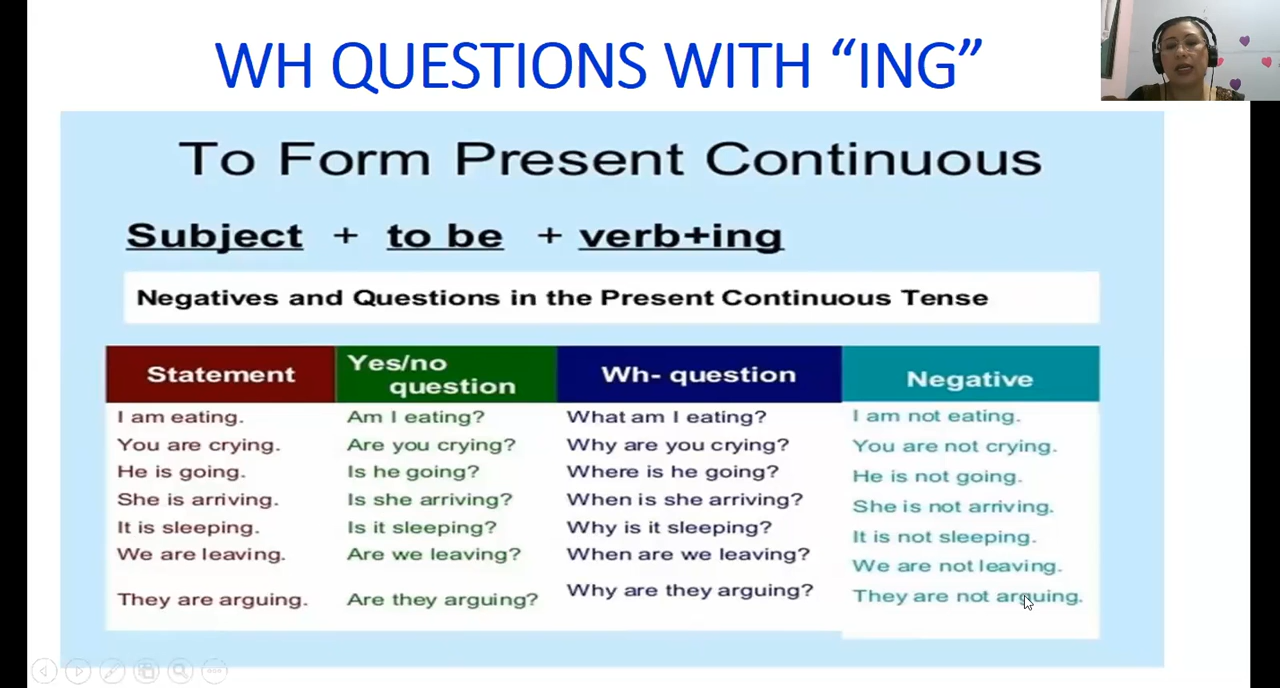 WH QUESTIONS WITH “ING”
To Form Present Continuous
Subject + to be + verb+ing
Negatives and Questions in the Present Continuous Tense
Statement
I am eating.
You are crying.
He is going.
She is arriving.
It is sleeping.
We are leaving.
They are arguing.
Yes/no
question
Am I eating?
Are you crying?
Is he going?
Is she arriving?
Is it sleeping?
Are we leaving?
Are they arguing?
Wh- question
What am I eating?
Why are you crying?
Where is he going?
When is she arriving?
Why is it sleeping?
When are we leaving?
Why are they arguing?
Negative
I am not eating.
You are not crying.
He is not going.
She is not arriving.
It is not sleeping.
We are not leaving.
They are not arguing.